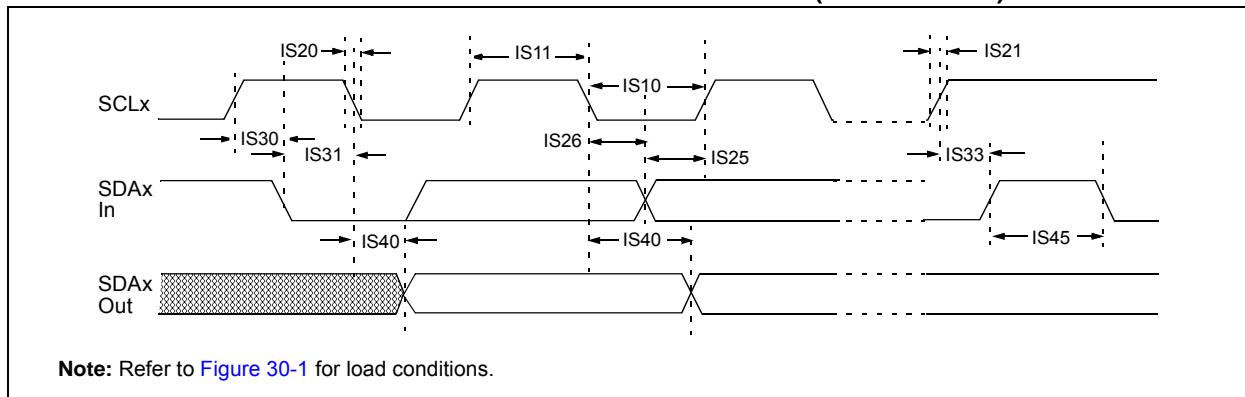 IS20
IS11
IS21
IS10
SCLx
IS30
IS26
IS31
IS25
IS33
SDAx
In
IS40
IS40
IS45
SDAx
Out
Note: Refer to Figure 30-1 for load conditions.